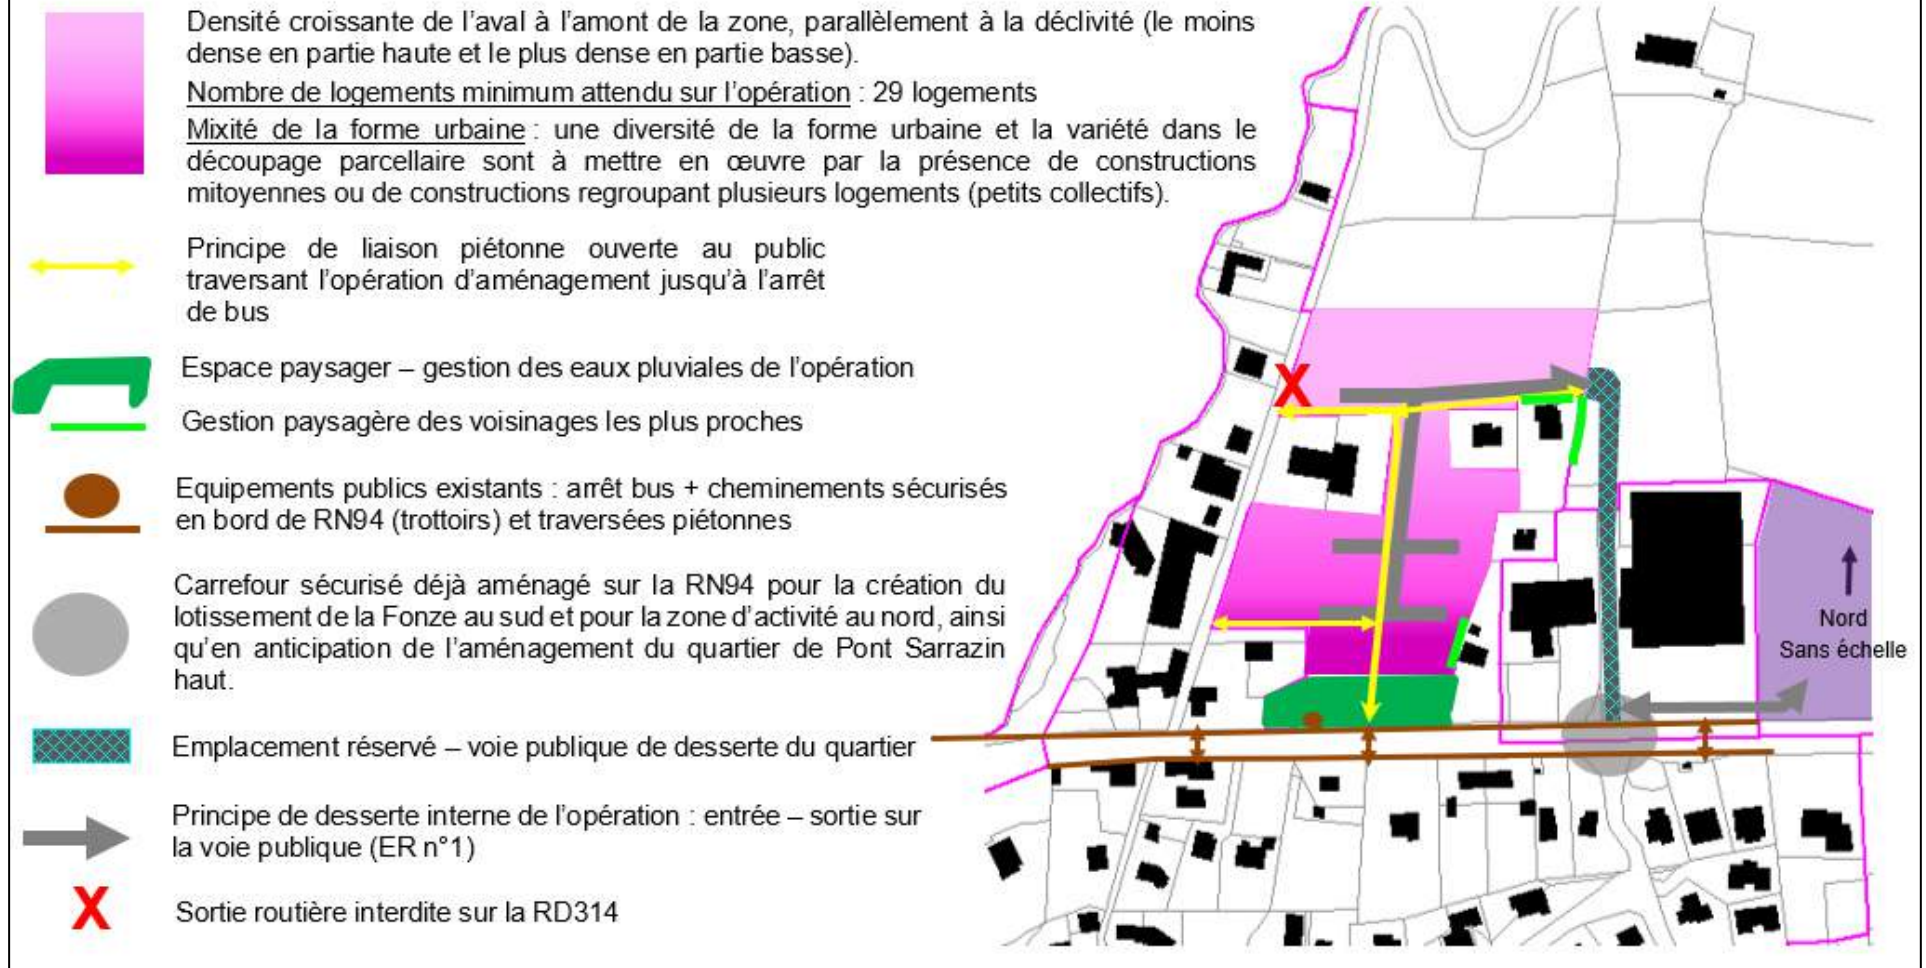 Densité croissante de l'aval à l'amont de la zone, parallèlement à la déclivité (le moins
dense en partie haute et le plus dense en partie basse).
Nombre de logements minimum attendu sur l'opération : 29 logements
Mixité de la forme urbaine : une diversité de la forme urbaine et la variété dans le
découpage parcellaire sont à mettre en œuvre par la présence de constructions
mitoyennes ou de constructions regroupant plusieurs logements (petits collectifs).
Principe de liaison piétonne ouverte au public
traversant l'opération d'aménagement jusqu'à l'arrêt
de bus
Espace paysager – gestion des eaux pluviales de l'opération
Gestion paysagère des voisinages les plus proches
Equipements publics existants : arrêt bus + cheminements sécurisés
en bord de RN94 (trottoirs) et traversées piétonnes
Carrefour sécurisé déjà aménagé sur la RN94 pour la création du
lotissement de la Fonze au sud et pour la zone d'activité au nord, ainsi
qu'en anticipation de l'aménagement du quartier de Pont Sarrazin
haut.
Emplacement réservé – voie publique de desserte du quartier
Principe de desserte interne de l'opération : entrée – sortie sur
la voie publique (ER n°1)
X
Sortie routière interdite sur la RD314
X
Nord
Sans échelle